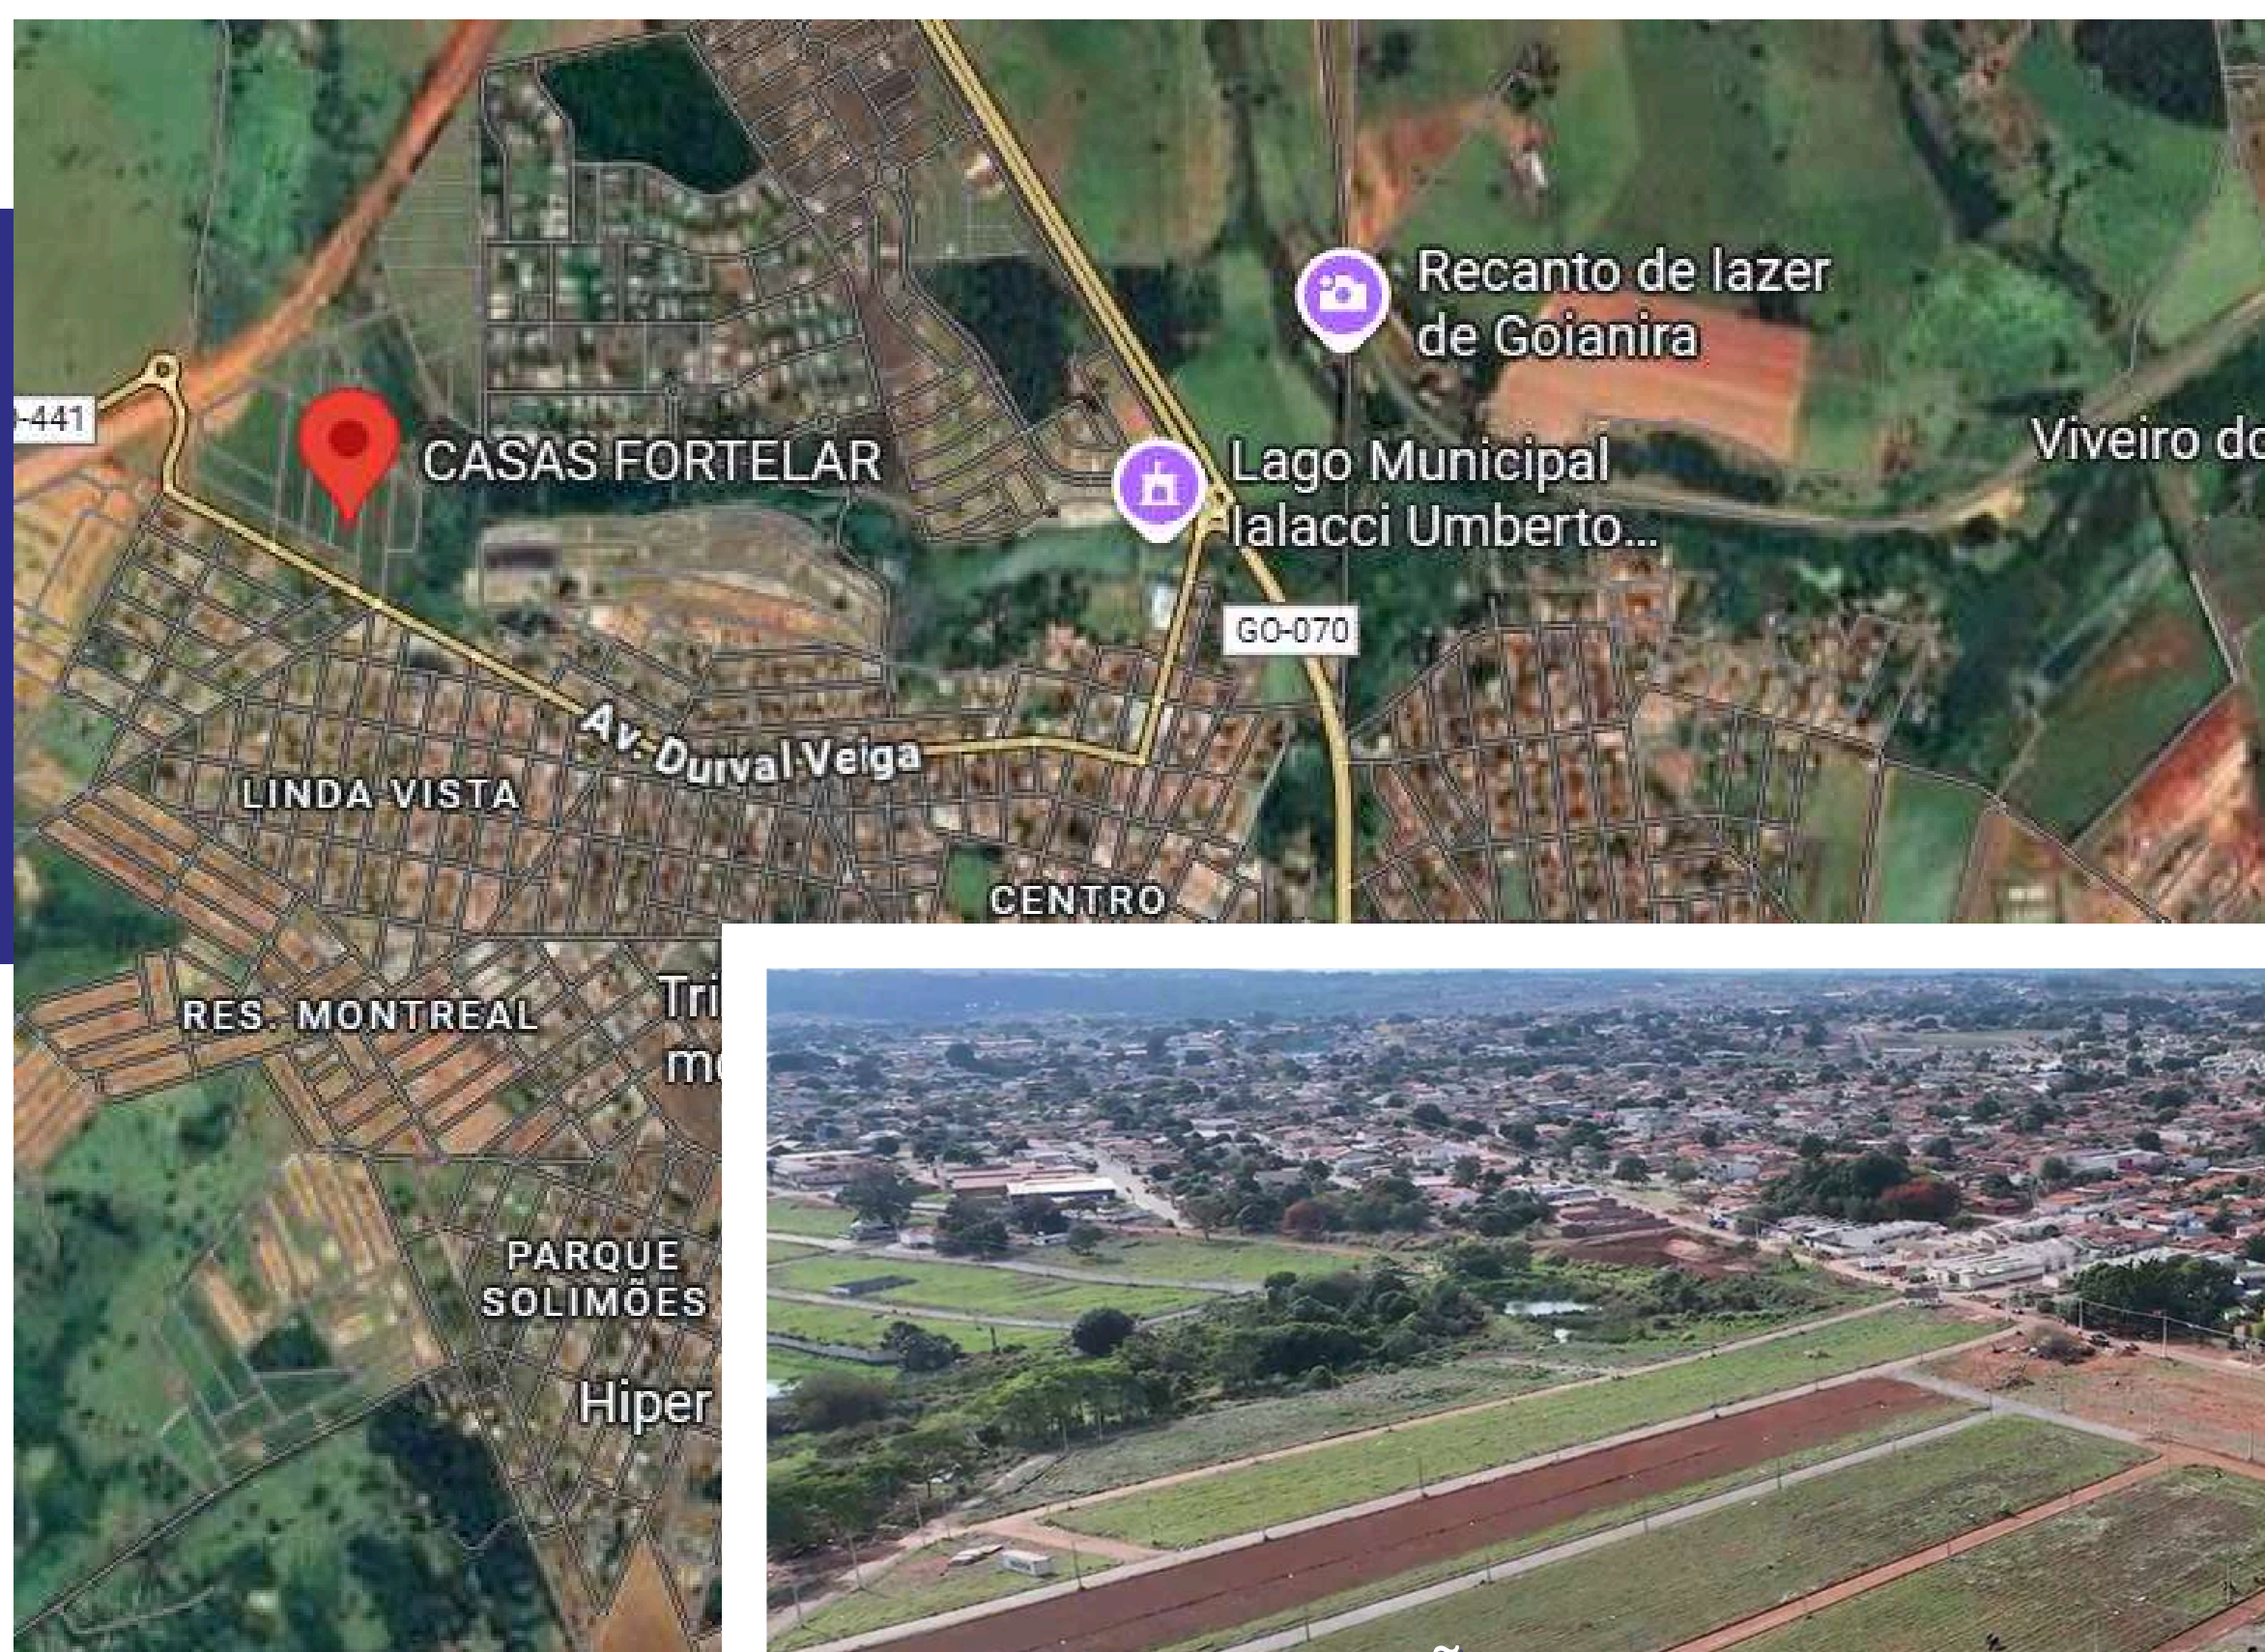 Recanto de lazer
de Goianira
-441
CASAS FORTELAR
Lago Municipal
Ialacci Umberto...
Viveiro do
GO-070
Av. Durval Veiga
LINDA VISTA
CENTRO
RES. MONTREAL
Tri
PARQUE
SOLIMÕES
Hiper